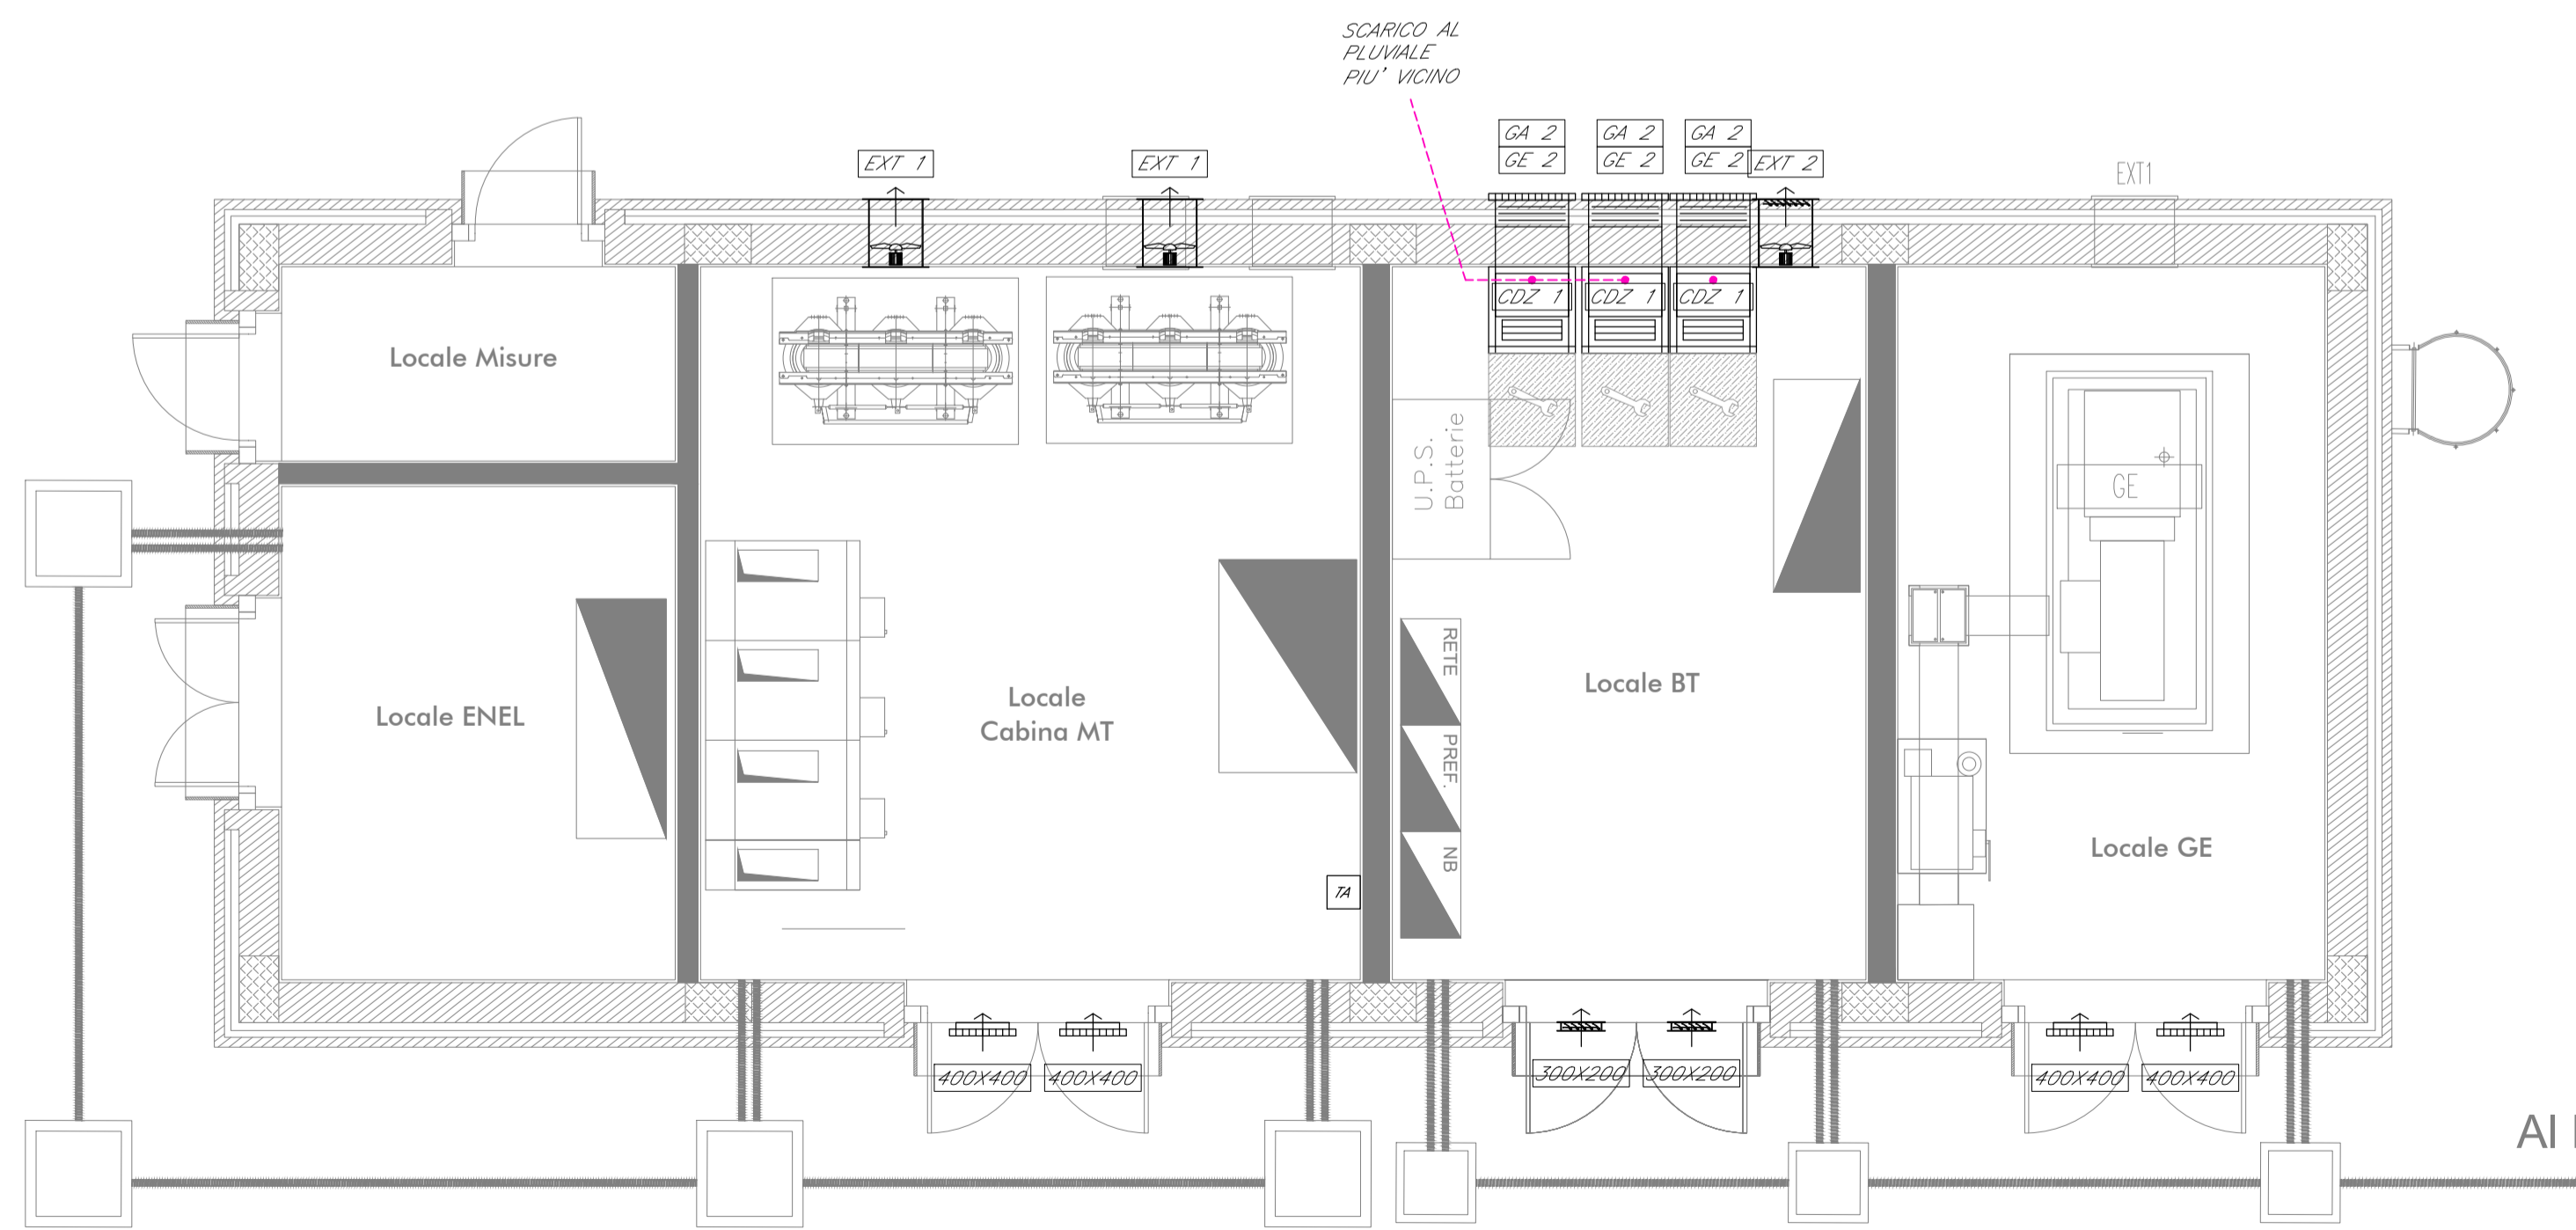 SCARICO AL
PLUVIALE
PIU' VICINO
GA 2
GA 2
GA 2
EXT 1
EXT 1
GE 2
GE 2
GE 2
EXT 2
EXT1
CDZ 1
CDZ 1
CDZ 1
Locale Misure
U.P.S.
Batterie
GE
RETE
PREF.
NB
Locale ENEL
Locale
Cabina MT
Locale BT
Locale GE
TA
400X400
400X400
300X200
300X200
400X400
400X400